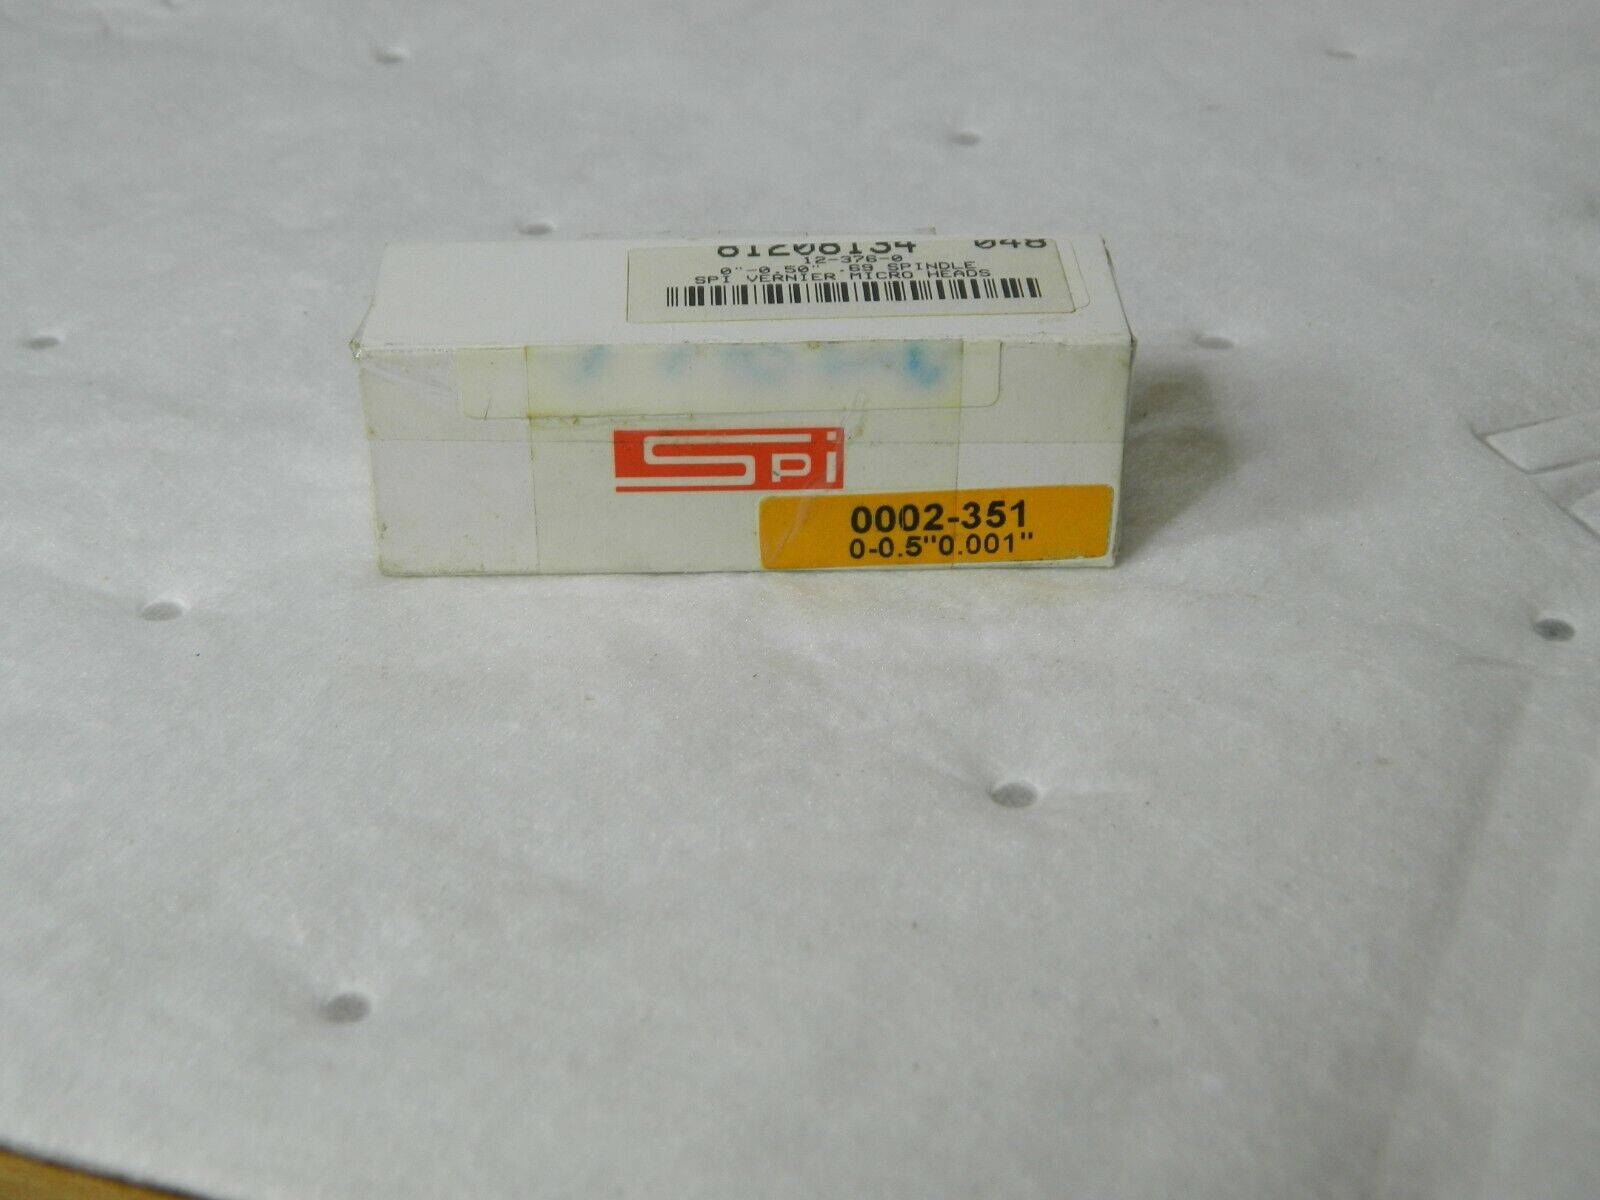 81208134 048
12-376-0
0"-0.50" .69 SPINDLE
SPI VERNIER MICRO HEADS
Spi
0002-351
0-0.5"0.001"